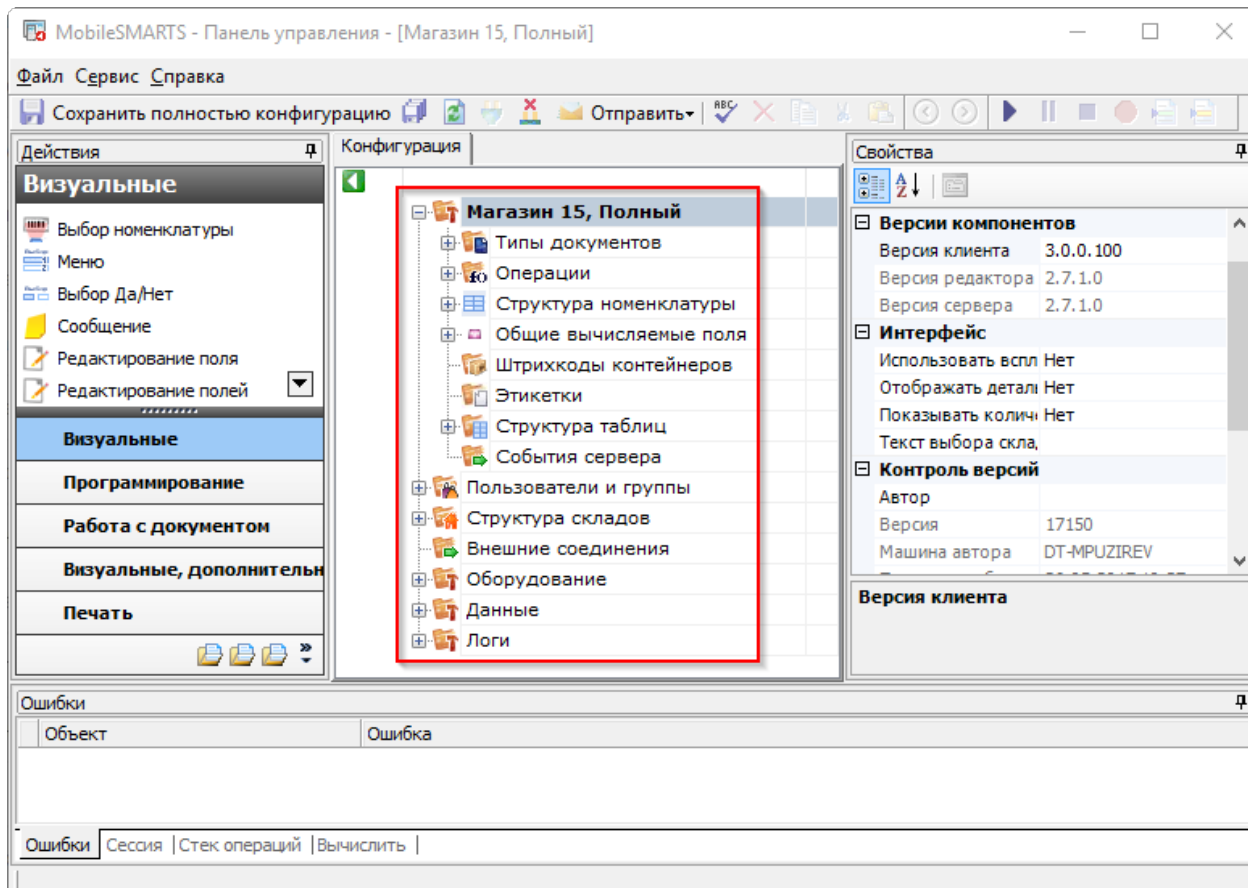 MobileSMARTS - Панель управления - [Магазин 15, Полный]
Файл Сервис Справка
Сохранить полностью конфигурацию Отправить
Действия
Визуальные
Выбор номенклатуры
Меню
Выбор Да/Нет
Сообщение
Редактирование поля
Редактирование полей
Визуальные
Программирование
Работа с документом
Визуальные, дополнительн
Печать
Конфигурация
Магазин 15, Полный
Типы документов
Операции
Структура номенклатуры
Общие вычисляемые поля
Штрихкоды контейнеров
Этикетки
Структура таблиц
События сервера
Пользователи и группы
Структура складов
Внешние соединения
Оборудование
Данные
Логи
Свойства
Версии компонентов
Версия клиента 3.0.0.100
Версия редактора 2.7.1.0
Версия сервера 2.7.1.0
Интерфейс
Использовать вспл Нет
Отображать детал Нет
Показывать колич Нет
Текст выбора скла
Контроль версий
Автор
Версия 17150
Машина автора DT-MPUZIREV
Версия клиента
Ошибки
Объект Ошибка
Ошибки Сессия Стек операций Вычислить